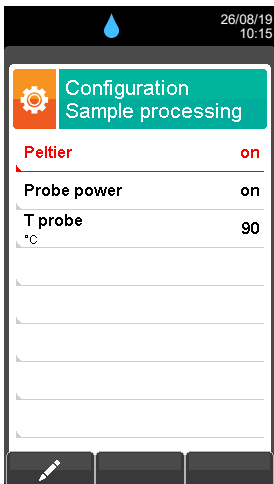 26/08/19
10:15
Configuration
Sample processing
Peltier on
Probe power on
T probe 90
°C